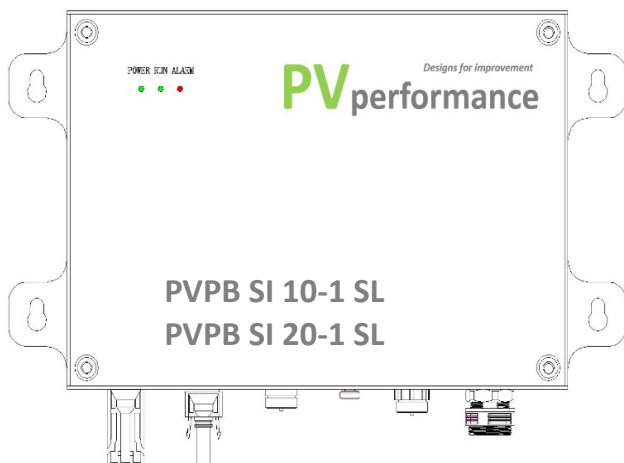 POWER RUN ALARM
Designs for improvement
PVperformance
PVPB SI 10-1 SL
PVPB SI 20-1 SL